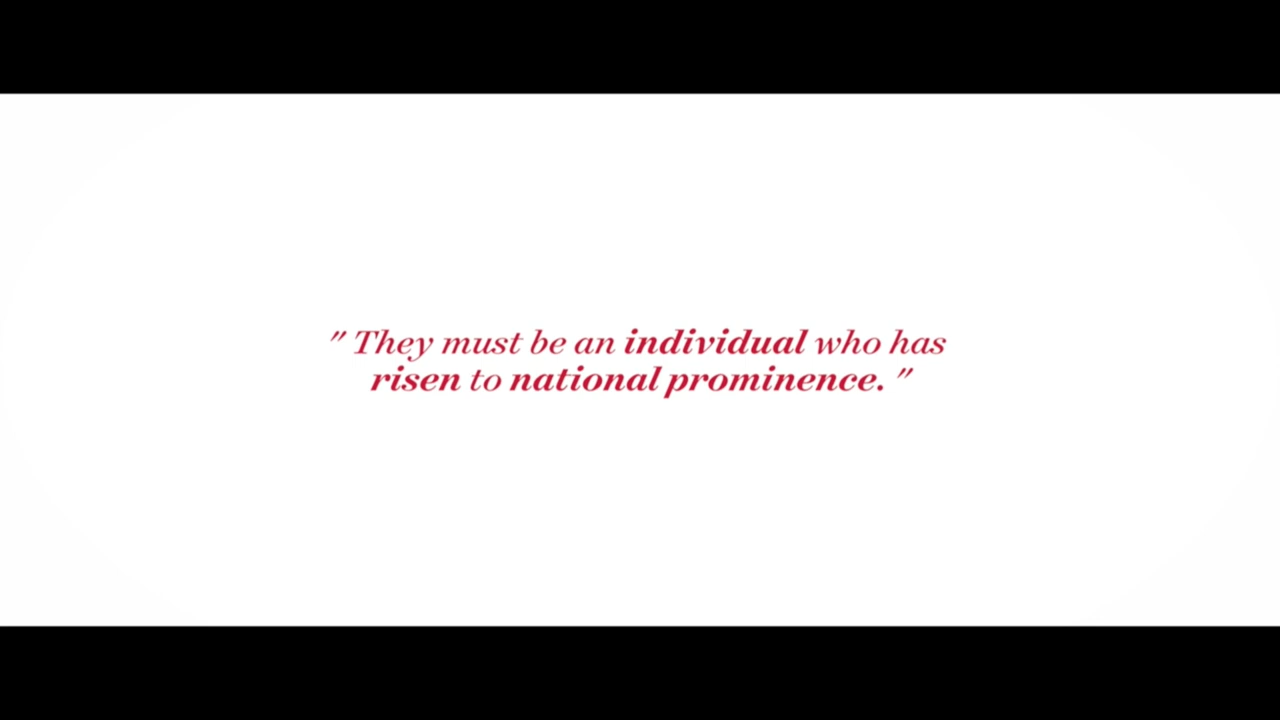 " They must be an individual who has
risen to national prominence. "